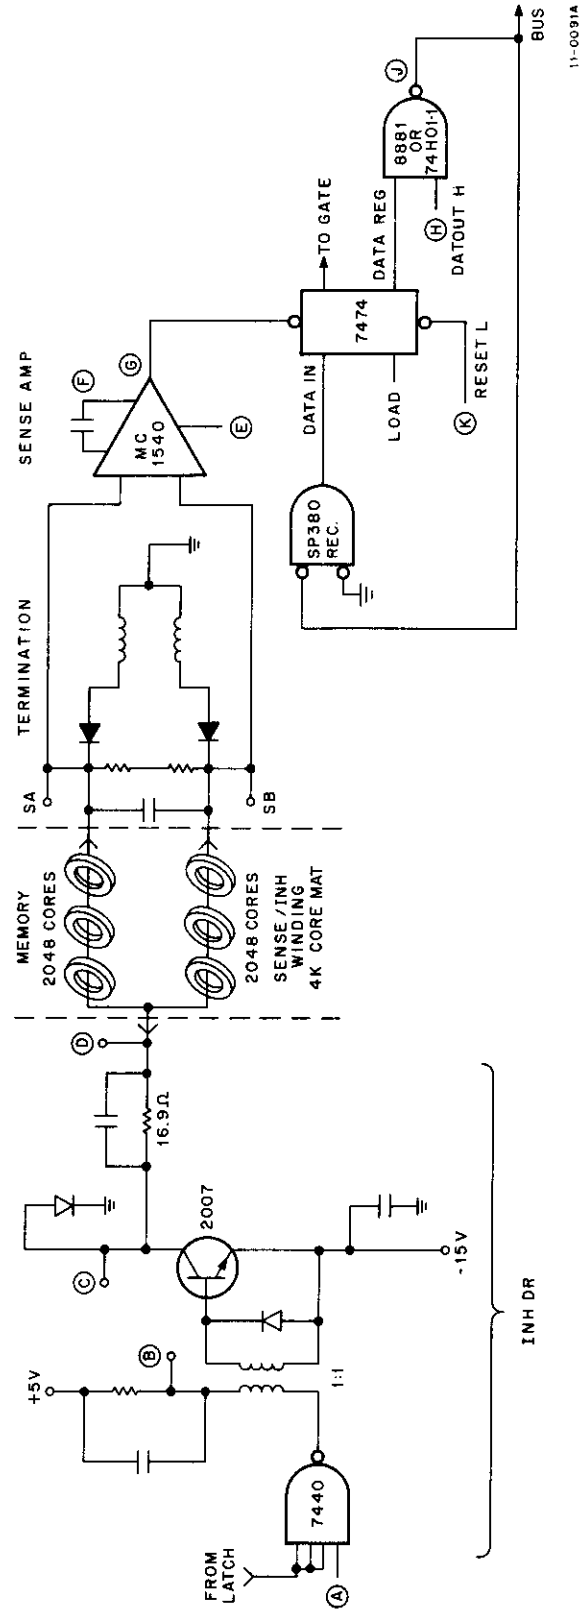 FROM
LATCH
A
7440
+5V
B
1:1
C
2007
-15V
INH DR
16.9Ω
D
MEMORY
2048 CORES
2048 CORES
SENSE/INH
WINDING
4K CORE MAT
SA
SB
TERMINATION
SENSE AMP
MC
1540
F
E
G
SP380
REC.
DATA IN
LOAD
7474
K
RESET L
TO GATE
DATA REG
H
DATOUT H
8881
OR
74H01-1
J
BUS
11-0091A